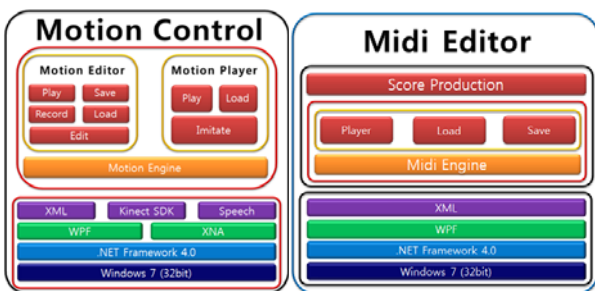 Motion Control
Motion Editor
Play Save
Record Load
Edit
Motion Player
Play Load
Imitate
Motion Engine
XML Kinect SDK Speech
WPF XNA
.NET Framework 4.0
Windows 7 (32bit)
Midi Editor
Score Production
Player Load Save
Midi Engine
XML
WPF
.NET Framework 4.0
Windows 7 (32bit)